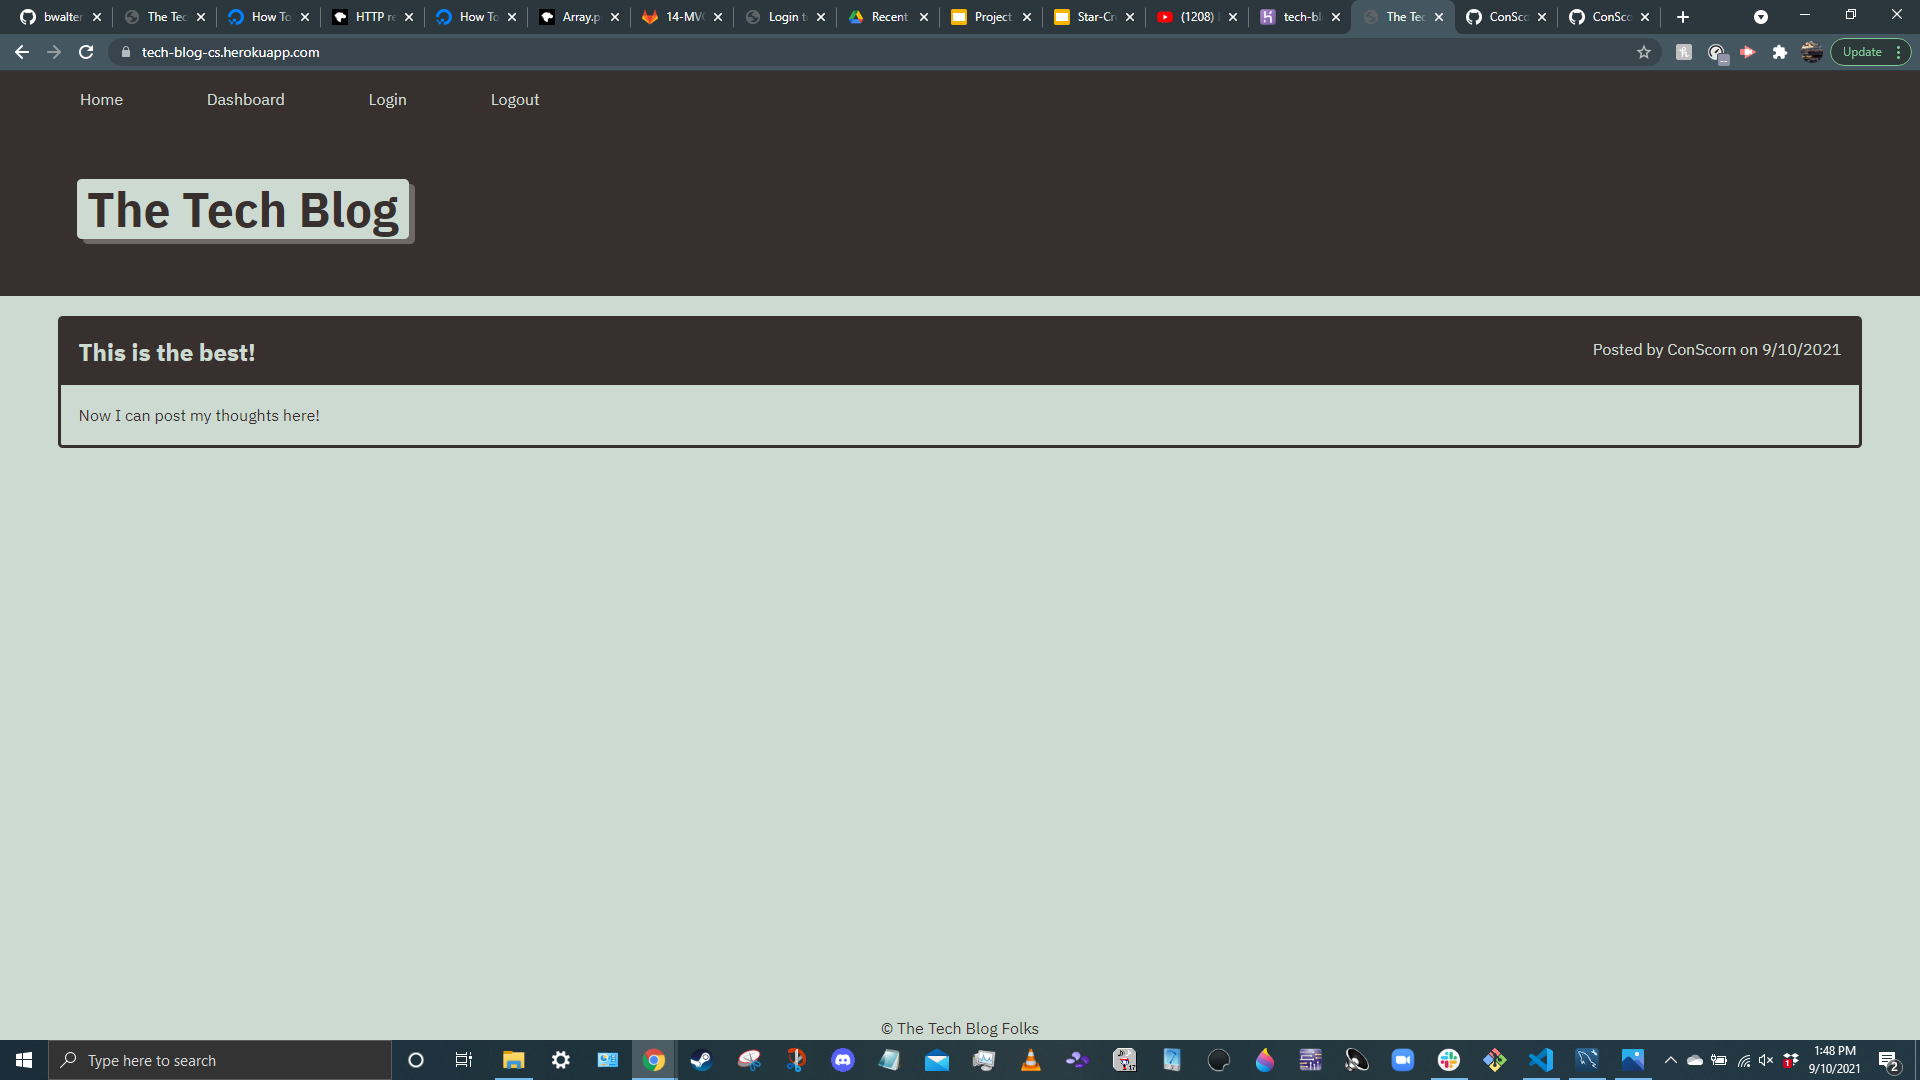 bwalter
The Tec
How To
HTTP re
How To
Array.p
14-MV
Login t
Recent
Project
Star-Cr
(1208)
tech-bl
The Tec
ConSco
ConSco
tech-blog-cs.herokuapp.com
Update
Home
Dashboard
Login
Logout
The Tech Blog
This is the best!
Posted by ConScorn on 9/10/2021
Now I can post my thoughts here!
© The Tech Blog Folks
Type here to search
1:48 PM
9/10/2021
2